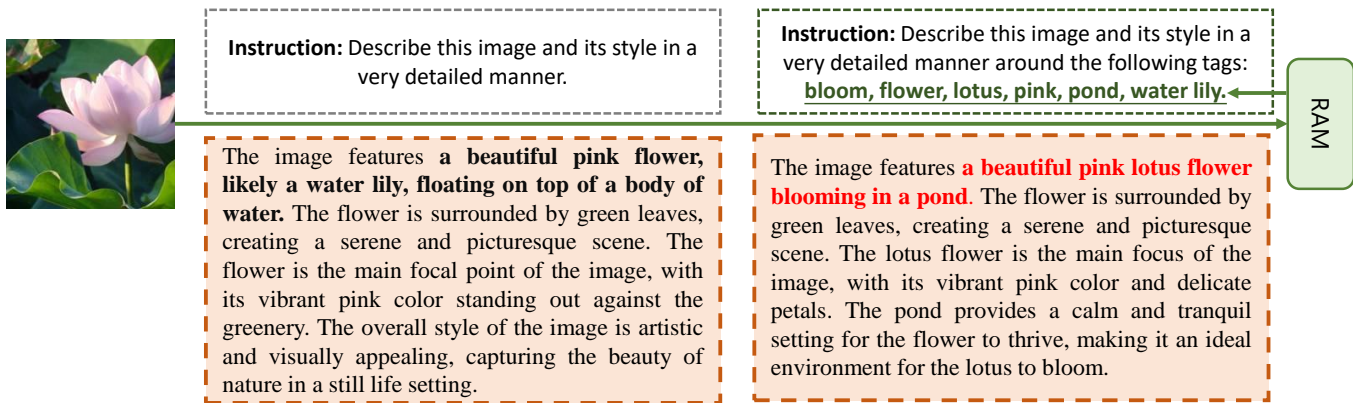 Instruction: Describe this image and its style in a
very detailed manner.
Instruction: Describe this image and its style in a
very detailed manner around the following tags:
bloom, flower, lotus, pink, pond, water lily.
RAM
The image features a beautiful pink flower,
likely a water lily, floating on top of a body of
water. The flower is surrounded by green leaves,
creating a serene and picturesque scene. The
flower is the main focal point of the image, with
its vibrant pink color standing out against the
greenery. The overall style of the image is artistic
and visually appealing, capturing the beauty of
nature in a still life setting.
The image features a beautiful pink lotus flower
blooming in a pond. The flower is surrounded by
green leaves, creating a serene and picturesque
scene. The lotus flower is the main focus of the
image, with its vibrant pink color and delicate
petals. The pond provides a calm and tranquil
setting for the flower to thrive, making it an ideal
environment for the lotus to bloom.